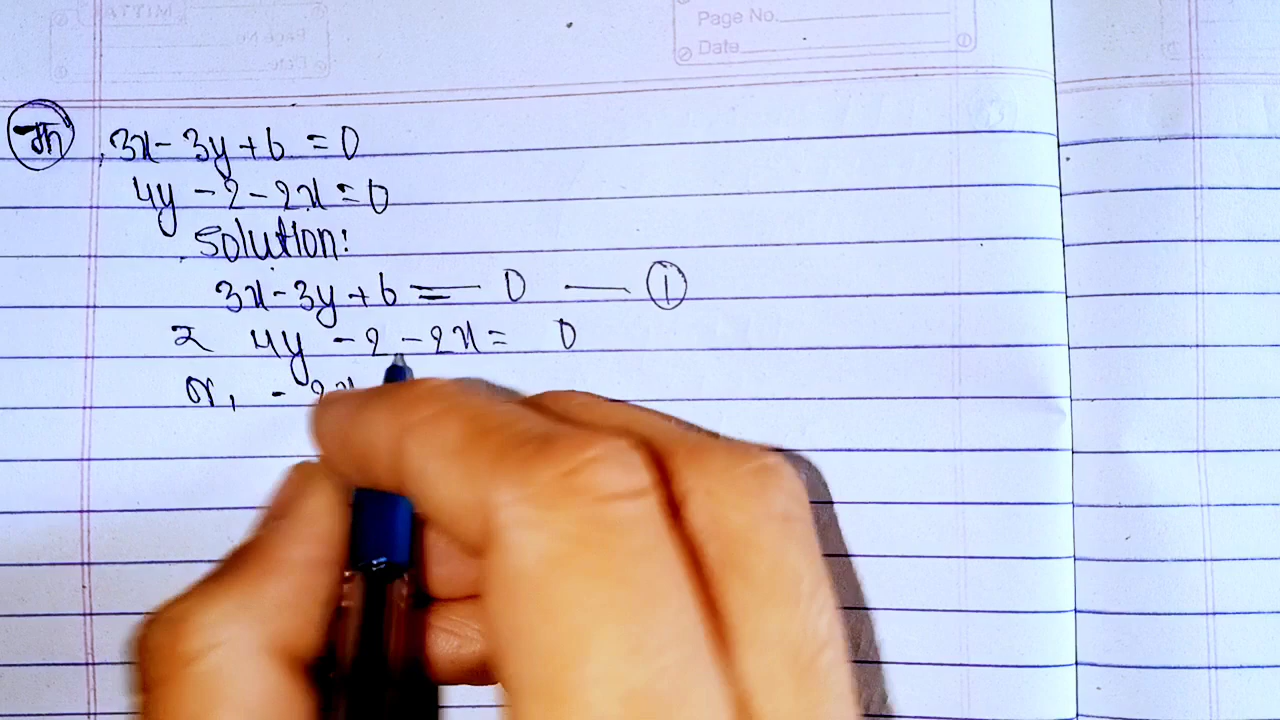 Page No.
Date
झ
3x - 3y + 6 = 0
4y - 2 - 2x = 0
Solution:
3x - 3y + 6 = 0 — ①
4y - 2 - 2x = 0
or, - 2x